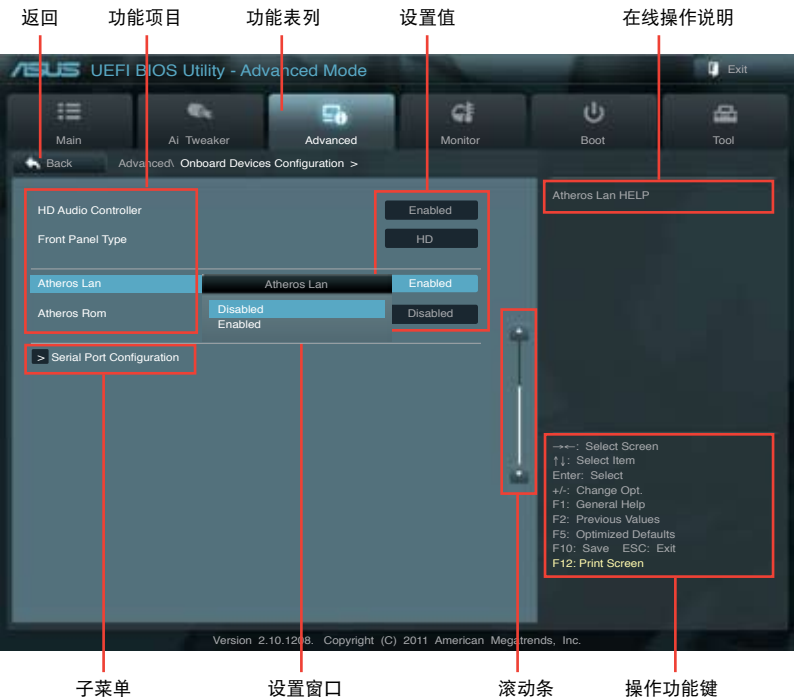 返回 功能项目 功能表列 设置值 在线操作说明
ASUS UEFI BIOS Utility - Advanced Mode Exit
Main Ai Tweaker Advanced Monitor Boot Tool
Back Advanced\ Onboard Devices Configuration >
Atheros Lan HELP
HD Audio Controller Enabled
Front Panel Type HD
Atheros Lan Atheros Lan Enabled
Atheros Rom Disabled Disabled
Enabled
> Serial Port Configuration
→←: Select Screen
↑↓: Select Item
Enter: Select
+/-: Change Opt.
F1: General Help
F2: Previous Values
F5: Optimized Defaults
F10: Save ESC: Exit
F12: Print Screen
Version 2.10.1208. Copyright (C) 2011 American Megatrends, Inc.
子菜单 设置窗口 滚动条 操作功能键